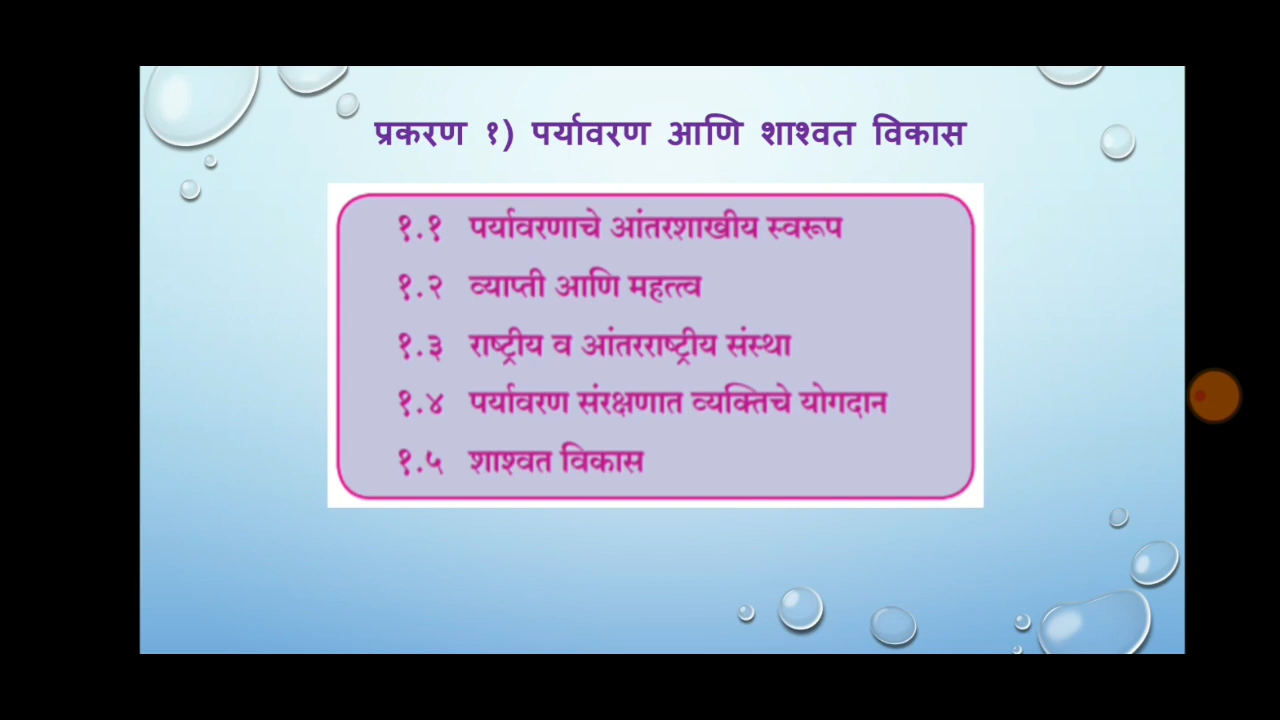 प्रकरण १) पर्यावरण आणि शाश्वत विकास
१.१ पर्यावरणाचे आंतरशाखीय स्वरूप
१.२ व्याप्ती आणि महत्त्व
१.३ राष्ट्रीय व आंतरराष्ट्रीय संस्था
१.४ पर्यावरण संरक्षणात व्यक्तिचे योगदान
१.५ शाश्वत विकास